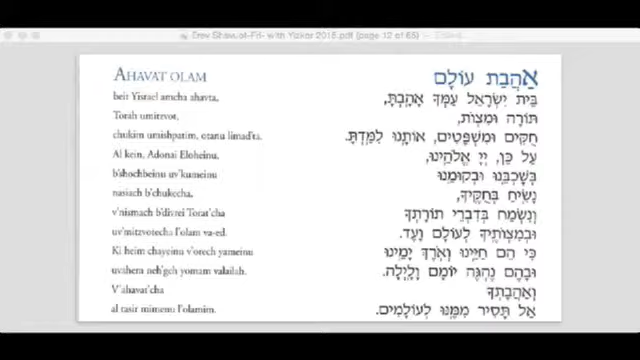 Erev Shavuot-Fri- with Yakar 2018.pdf (page 12 of 65)
AHAVAT OLAM
beit Yisrael amcha ahavta,
Torah umitzvot,
chukim umishpatim, otanu limad'ta.
Al kein, Adonai Eloheinu,
b'shochbeinu uv'kumeinu
nasiach b'chukecha,
v'nismach b'divrei Torat'cha
uv'mitzvotecha l'olam va-ed.
Ki heim chayeinu v'orech yameinu
uvahem neh'geh yomam valailah.
V'ahavat'cha
al tasir mimenu l'olamim.
אַהֲבַת עוֹלָם
בֵּית יִשְׂרָאֵל עַמְּךָ אָהָבְתָּ,
תּוֹרָה וּמִצְוֹת,
חֻקִּים וּמִשְׁפָּטִים, אוֹתָֽנוּ לִמַּֽדְתָּ.
עַל כֵּן, יְיָ אֱלֹהֵֽינוּ,
בְּשָׁכְבֵּֽנוּ וּבְקוּמֵֽנוּ
נָשִֽׂיחַ בְּחֻקֶּֽיךָ,
וְנִשְׂמַח בְּדִבְרֵי תוֹרָתְךָ
וּבְמִצְוֹתֶֽיךָ לְעוֹלָם וָעֶד.
כִּי הֵם חַיֵּֽינוּ וְאֹֽרֶךְ יָמֵֽינוּ
וּבָהֶם נֶהְגֶּה יוֹמָם וָלָֽיְלָה.
וְאַהֲבָתְךָ
אַל תָּסִיר מִמֶּֽנּוּ לְעוֹלָמִים.